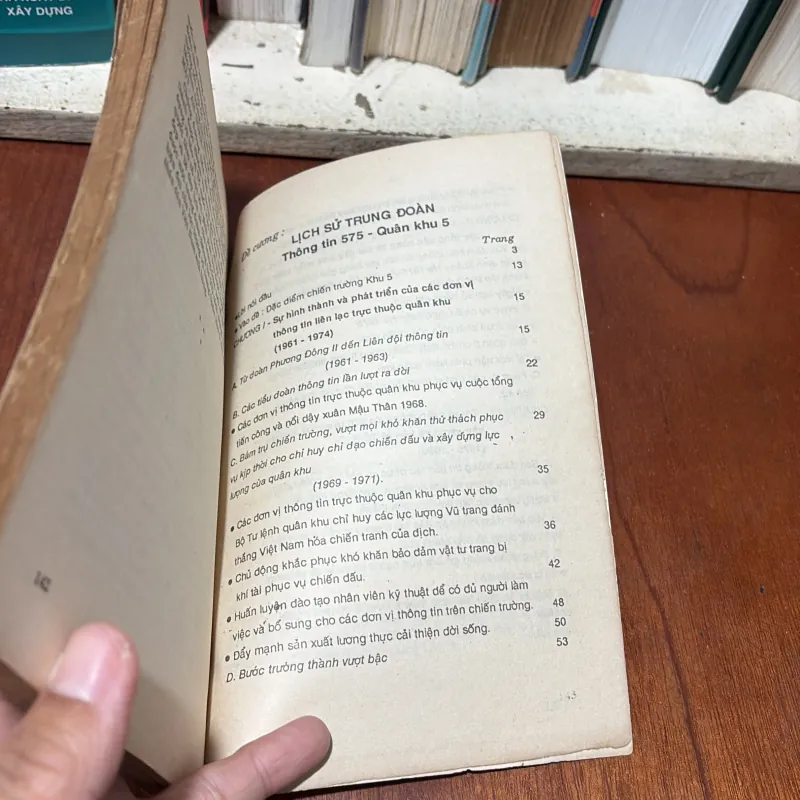 XÂY DỰNG
Đề cương :
LỊCH SỬ TRUNG ĐOÀN
Thông tin 575 - Quân khu 5
Trang
● Lời nói đầu 3
● Vào đề : Đặc điểm chiến trường Khu 5 13
CHƯƠNG I - Sự hình thành và phát triển của các đơn vị
thông tin liên lạc trực thuộc quân khu 15
(1961 - 1974)
A. Từ đoàn Phương Đông II đến Liên đội thông tin 15
(1961 - 1963)
B. Các tiểu đoàn thông tin lần lượt ra đời 22
● Các đơn vị thông tin trực thuộc quân khu phục vụ cuộc tổng
tiến công và nổi dậy xuân Mậu Thân 1968. 29
C. Bám trụ chiến trường, vượt mọi khó khăn thử thách phục
vụ kịp thời cho chỉ huy chỉ đạo chiến đấu và xây dựng lực
lượng của quân khu 35
(1969 - 1971).
● Các đơn vị thông tin trực thuộc quân khu phục vụ cho
Bộ Tư lệnh quân khu chỉ huy các lực lượng Vũ trang đánh
thắng Việt Nam hóa chiến tranh của địch. 36
● Chủ động khắc phục khó khăn bảo đảm vật tư trang bị
khí tài phục vụ chiến đấu. 42
● Huấn luyện đào tạo nhân viên kỹ thuật để có đủ người làm
việc và bổ sung cho các đơn vị thông tin trên chiến trường. 48
● Đẩy mạnh sản xuất lương thực cải thiện đời sống. 50
D. Bước trưởng thành vượt bậc 53
142